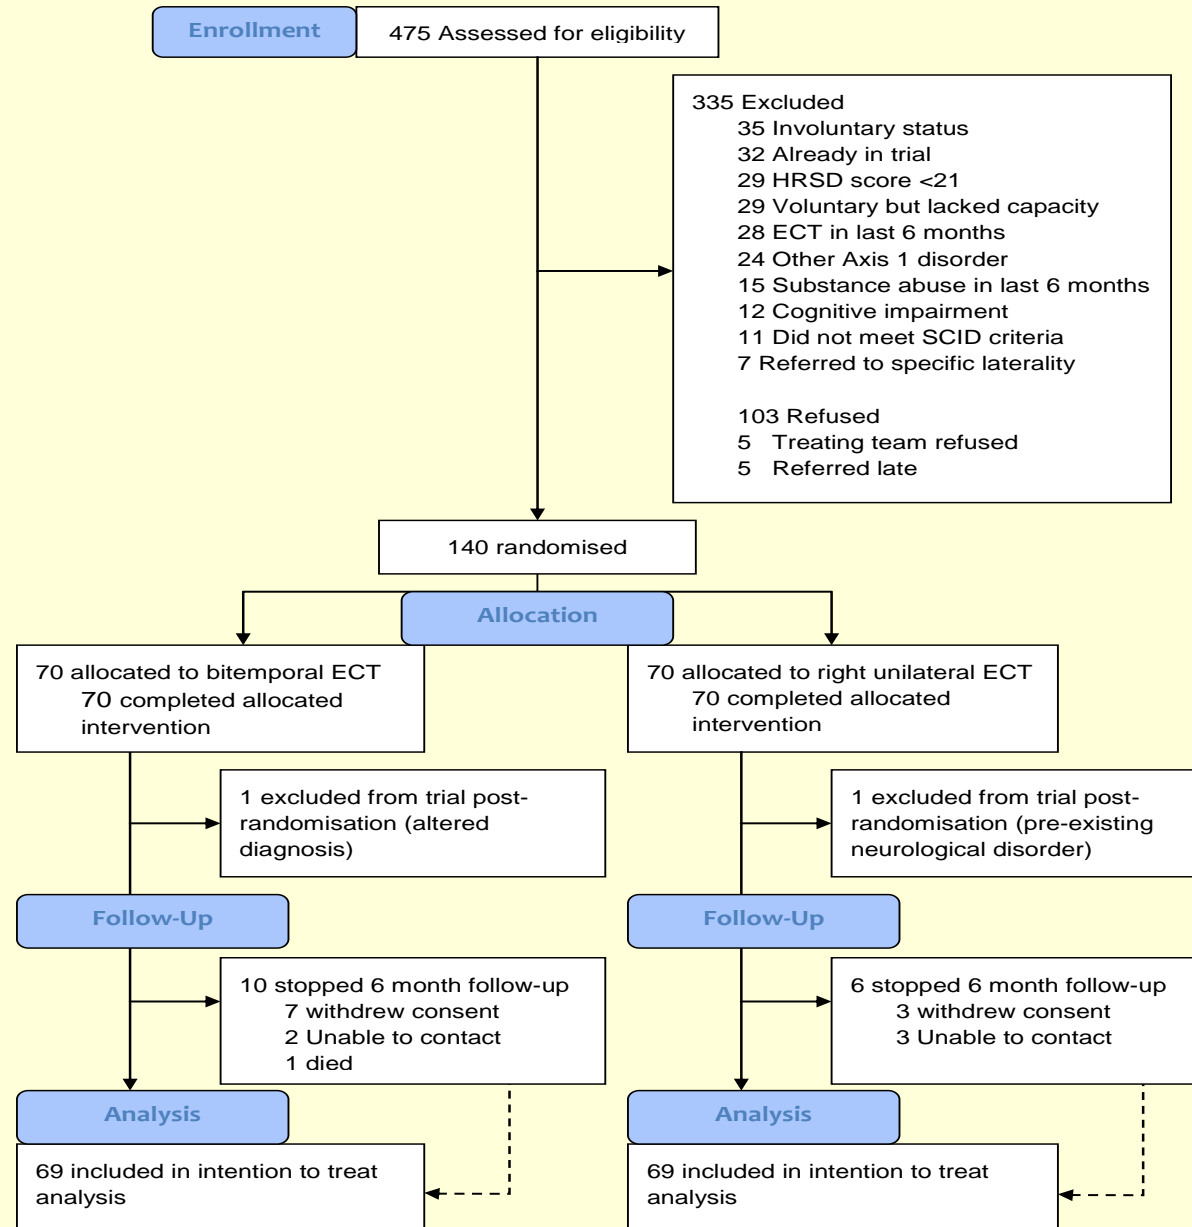 Enrollment
475 Assessed for eligibility
335 Excluded
35 Involuntary status
32 Already in trial
29 HRSD score <21
29 Voluntary but lacked capacity
28 ECT in last 6 months
24 Other Axis 1 disorder
15 Substance abuse in last 6 months
12 Cognitive impairment
11 Did not meet SCID criteria
7 Referred to specific laterality
103 Refused
5 Treating team refused
5 Referred late
140 randomised
Allocation
70 allocated to bitemporal ECT
70 completed allocated
intervention
70 allocated to right unilateral ECT
70 completed allocated
intervention
1 excluded from trial post-
randomisation (altered
diagnosis)
1 excluded from trial post-
randomisation (pre-existing
neurological disorder)
Follow-Up
Follow-Up
10 stopped 6 month follow-up
7 withdrew consent
2 Unable to contact
1 died
6 stopped 6 month follow-up
3 withdrew consent
3 Unable to contact
Analysis
Analysis
69 included in intention to treat
analysis
69 included in intention to treat
analysis